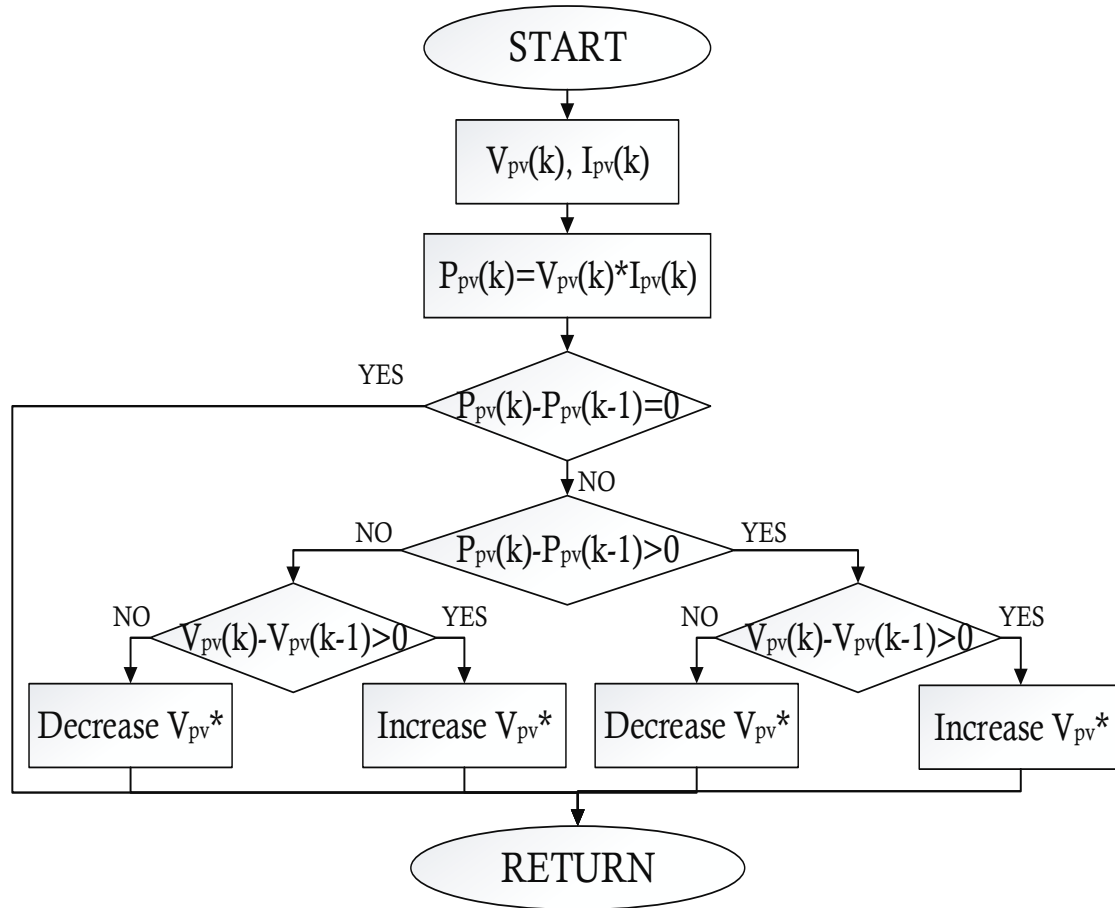 START
Vpv(k), Ipv(k)
Ppv(k)=Vpv(k)*Ipv(k)
YES
Ppv(k)-Ppv(k-1)=0
NO
NO
Ppv(k)-Ppv(k-1)>0
YES
NO
Vpv(k)-Vpv(k-1)>0
YES
NO
Vpv(k)-Vpv(k-1)>0
YES
Decrease Vpv*
Increase Vpv*
Decrease Vpv*
Increase Vpv*
RETURN